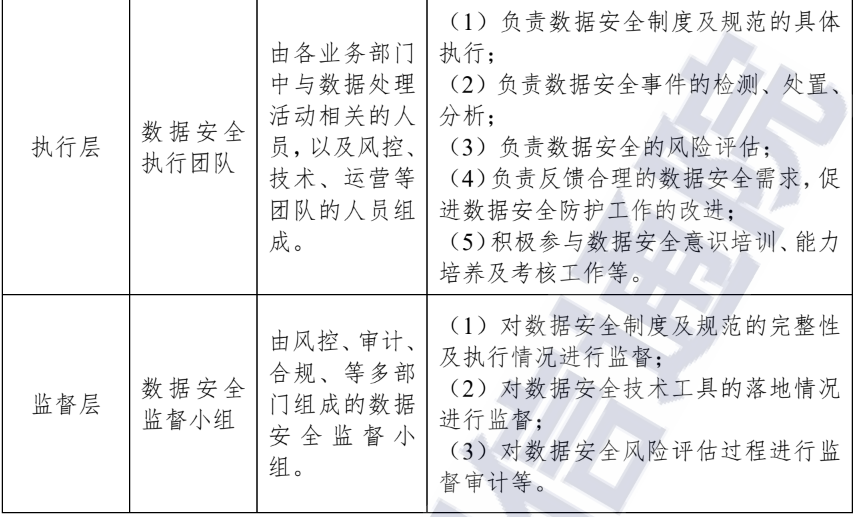 执行层
数据安全
执行团队
由各业务部门
中与数据处理
活动相关的人
员，以及风控、
技术、运营等
团队的人员组
成。
（1）负责数据安全制度及规范的具体
执行；
（2）负责数据安全事件的检测、处置、
分析；
（3）负责数据安全的风险评估；
（4）负责反馈合理的数据安全需求，促
进数据安全防护工作的改进；
（5）积极参与数据安全意识培训、能力
培养及考核工作等。
监督层
数据安全
监督小组
由风控、审计、
合规、等多部
门组成的数据
安全监督小
组。
（1）对数据安全制度及规范的完整性
及执行情况进行监督；
（2）对数据安全技术工具的落地情况
进行监督；
（3）对数据安全风险评估过程进行监
督审计等。
信通院